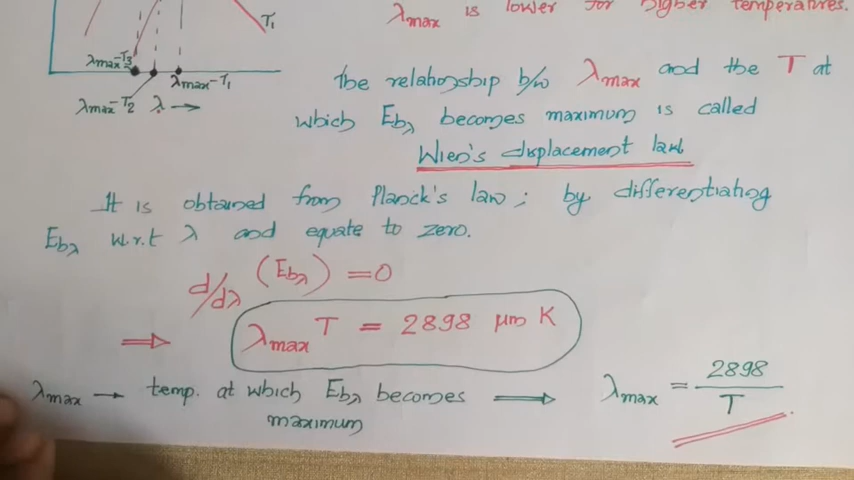 λmax is lower for higher temperatures.
T₁
λmax-T₃
λmax-T₁
λmax-T₂ λ →
the relationship b/w λmax and the T at
which Ebλ becomes maximum is called
Wien's displacement law
It is obtained from Planck's law ; by differentiating
Ebλ w.r.t λ and equate to zero.
d/dλ (Ebλ) = 0
⇒ λmax T = 2898 μm K
λmax → temp. at which Ebλ becomes maximum
⇒ λmax = 2898/T